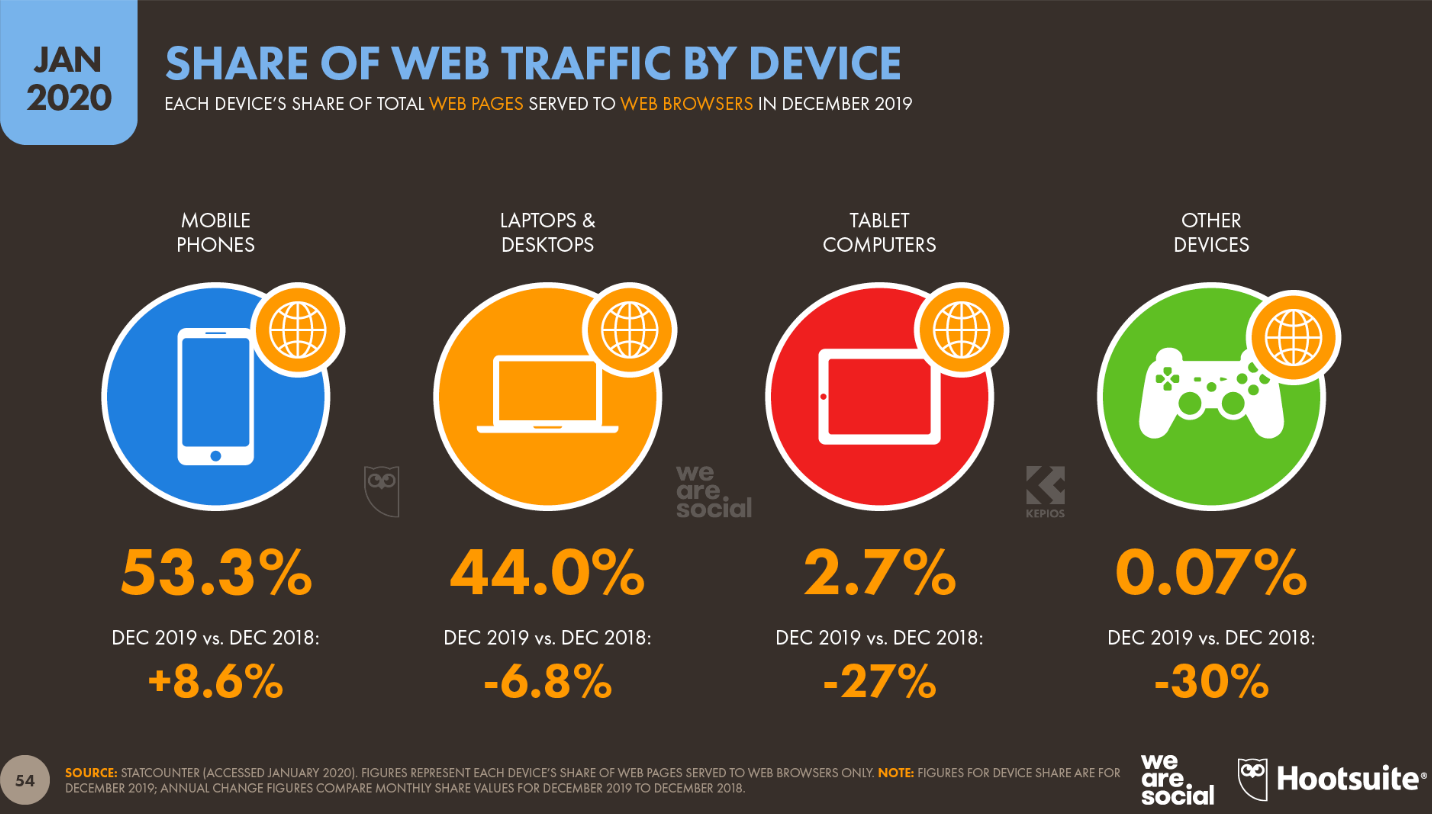 JAN
2020
SHARE OF WEB TRAFFIC BY DEVICE
EACH DEVICE'S SHARE OF TOTAL WEB PAGES SERVED TO WEB BROWSERS IN DECEMBER 2019
MOBILE
PHONES
LAPTOPS &
DESKTOPS
TABLET
COMPUTERS
OTHER
DEVICES
we
are
social
KEPIOS
53.3%
44.0%
2.7%
0.07%
DEC 2019 vs. DEC 2018:
DEC 2019 vs. DEC 2018:
DEC 2019 vs. DEC 2018:
DEC 2019 vs. DEC 2018:
+8.6%
-6.8%
-27%
-30%
54
SOURCE: STATCOUNTER (ACCESSED JANUARY 2020). FIGURES REPRESENT EACH DEVICE'S SHARE OF WEB PAGES SERVED TO WEB BROWSERS ONLY. NOTE: FIGURES FOR DEVICE SHARE ARE FOR
DECEMBER 2019; ANNUAL CHANGE FIGURES COMPARE MONTHLY SHARE VALUES FOR DECEMBER 2019 TO DECEMBER 2018.
we
are
social
Hootsuite®